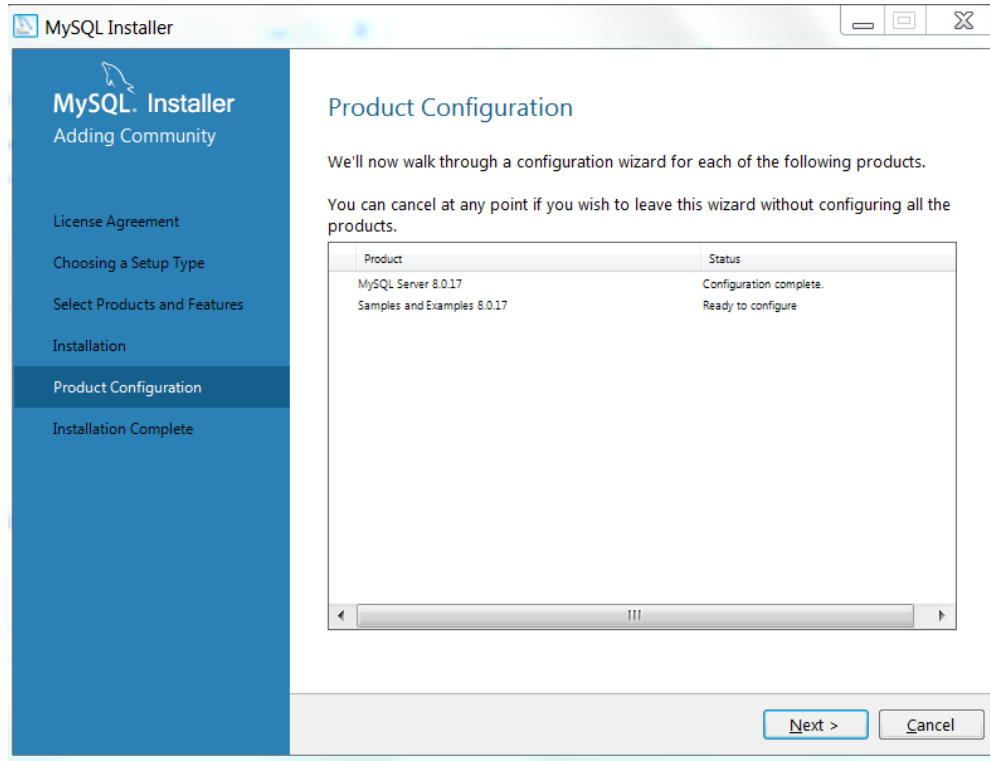 MySQL Installer
MySQL. Installer
Adding Community
License Agreement
Choosing a Setup Type
Select Products and Features
Installation
Product Configuration
Installation Complete
Product Configuration
We'll now walk through a configuration wizard for each of the following products.
You can cancel at any point if you wish to leave this wizard without configuring all the
products.
Product Status
MySQL Server 8.0.17 Configuration complete.
Samples and Examples 8.0.17 Ready to configure
Next > Cancel